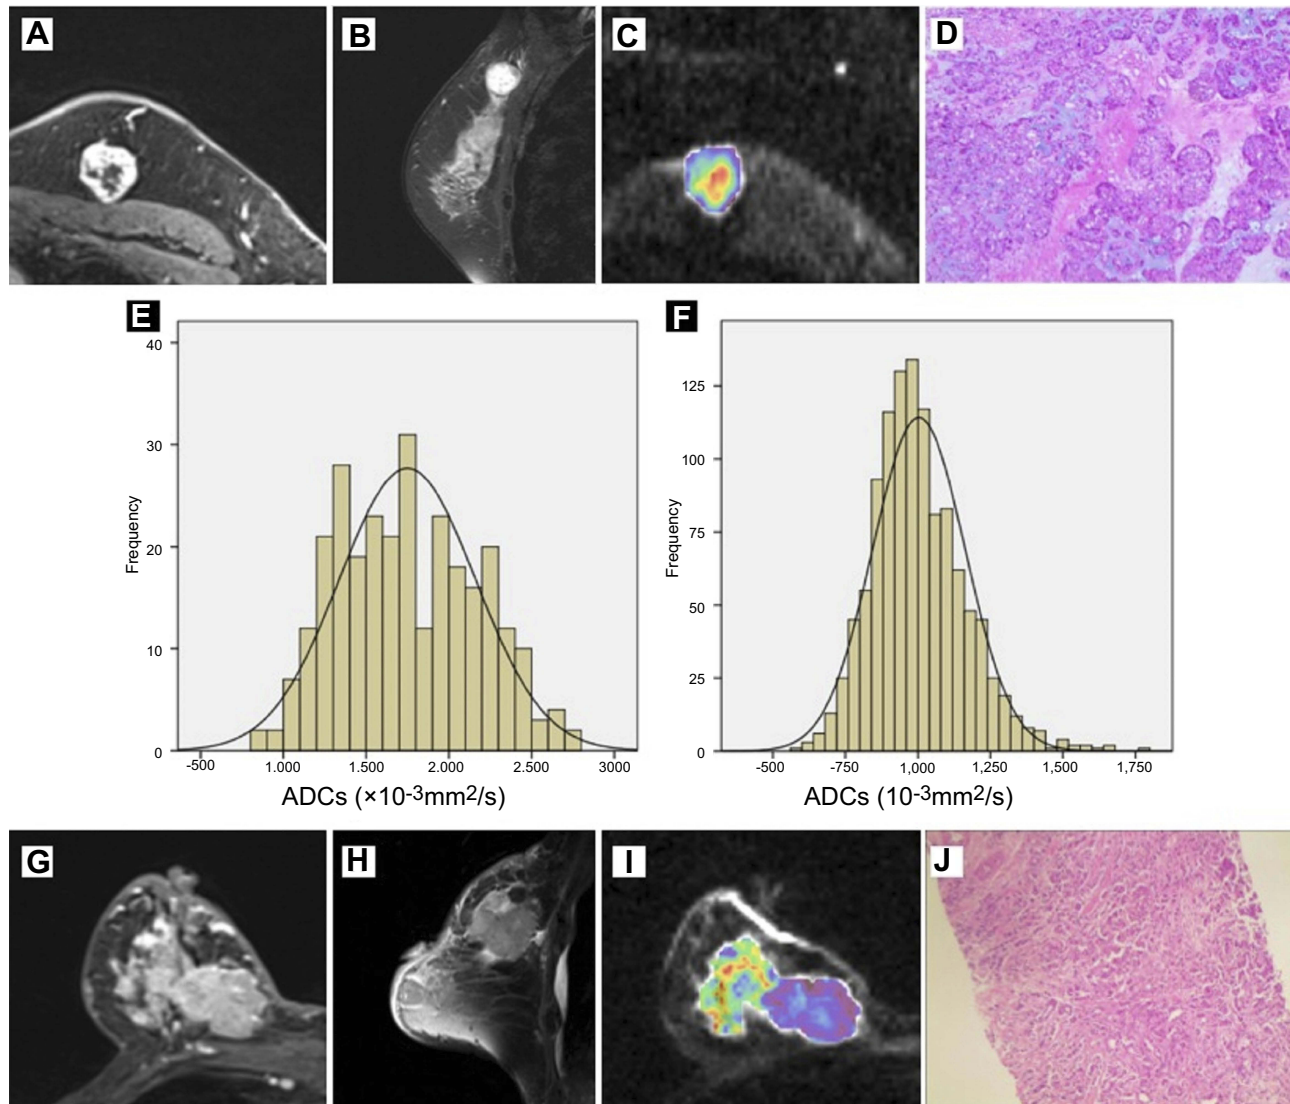 A B C D
E F
40
30
20
10
0
Frequency
-500 1.000 1.500 2.000 2.500 3000
ADCs (×10-3mm2/s)
125
100
75
50
25
0
Frequency
-500 -750 1,000 1,250 1,500 1,750
ADCs (10-3mm2/s)
G H I J